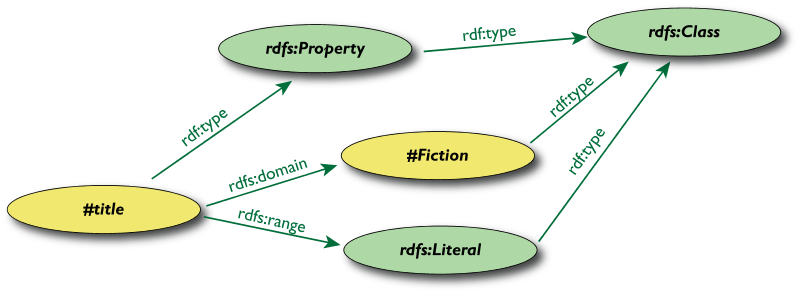 rdfs:Property
rdf:type
rdfs:Class
rdf:type
rdf:type
#Fiction
rdf:type
rdfs:domain
#title
rdfs:range
rdfs:Literal